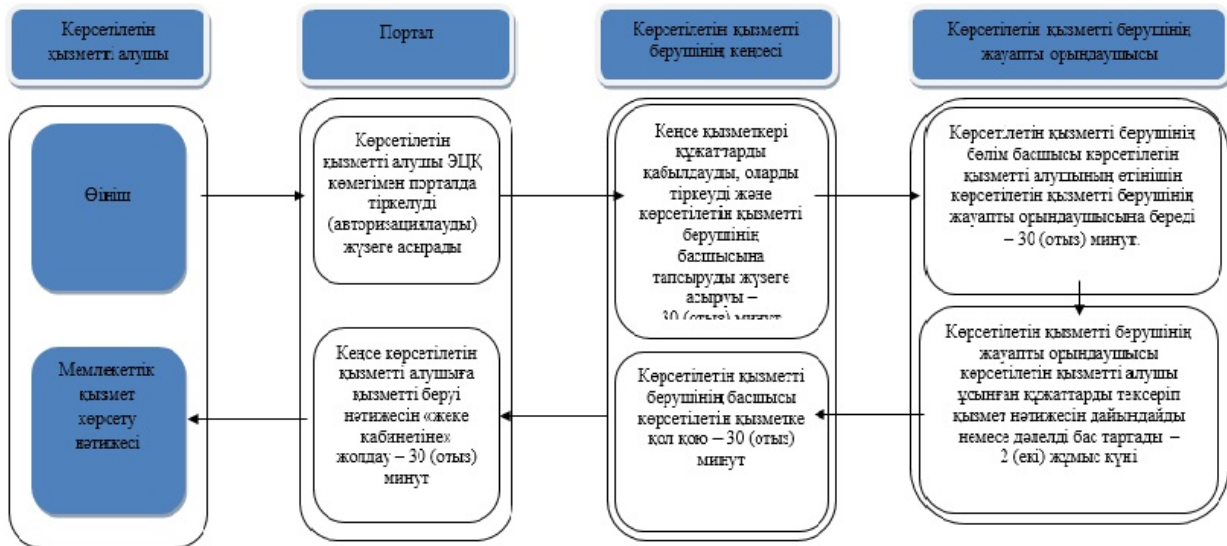 Көрсетілетін
қызметті алушы
Портал
Көрсетілетін қызметті
берушінің кеңсесі
Көрсетілетін қызметті берушінің
жауапты орындаушысы
Өтініш
Көрсетілетін
қызметті алушы ЭЦҚ
көмегімен порталда
тіркелуді
(авторизациялауды)
жүзеге асырады
Кеңсе қызметкері
құжаттарды
қабылдауды, оларды
тіркеуді және
көрсетілетін қызметті
берушінің
басшысына
тапсыруды жүзеге
асыруы –
30 (отыз) минут
Көрсетілетін қызметті берушінің
бөлім басшысы көрсетілетін
қызметті алушының өтінішін
көрсетілетін қызметті берушінің
жауапты орындаушысына береді
– 30 (отыз) минут.
Мемлекеттік
қызмет
көрсету
нәтижесі
Кеңсе көрсетілетін
қызметті алушыға
қызметті беруі
нәтижесін «жеке
кабинетіне»
жолдау – 30 (отыз)
минут
Көрсетілетін қызметті
берушінің басшысы
көрсетілетін қызметке
қол қою – 30 (отыз)
минут
Көрсетілетін қызметті берушінің
жауапты орындаушысы
көрсетілетін қызметті алушы
ұсынған құжаттарды тексеріп
қызмет нәтижесін дайындайды
немесе дәлелді бас тартады –
2 (екі) жұмыс күні